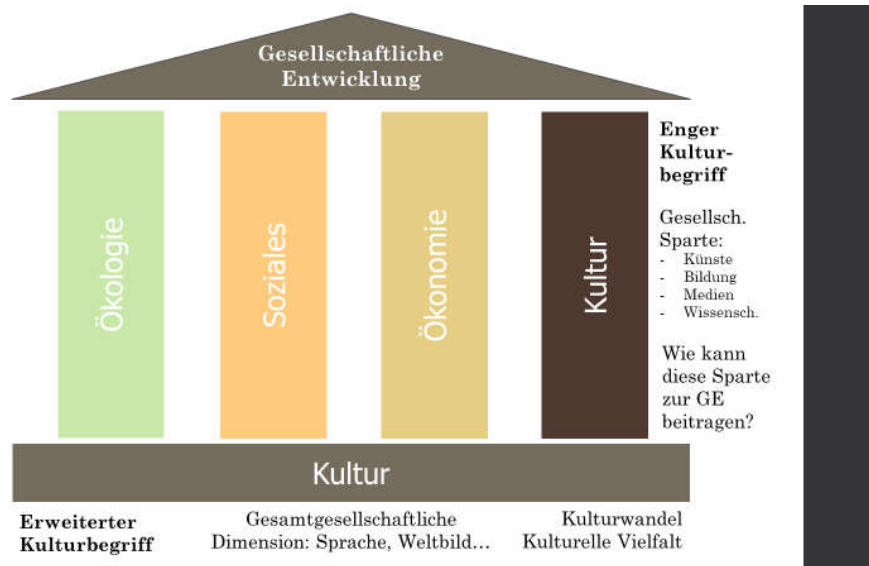 Gesellschaftliche
Entwicklung
Ökologie
Soziales
Ökonomie
Kultur
Enger
Kultur-
begriff
Gesellsch.
Sparte:
- Künste
- Bildung
- Medien
- Wissensch.
Wie kann
diese Sparte
zur GE
beitragen?
Kultur
Erweiterter
Kulturbegriff
Gesamtgesellschaftliche
Dimension: Sprache, Weltbild…
Kulturwandel
Kulturelle Vielfalt